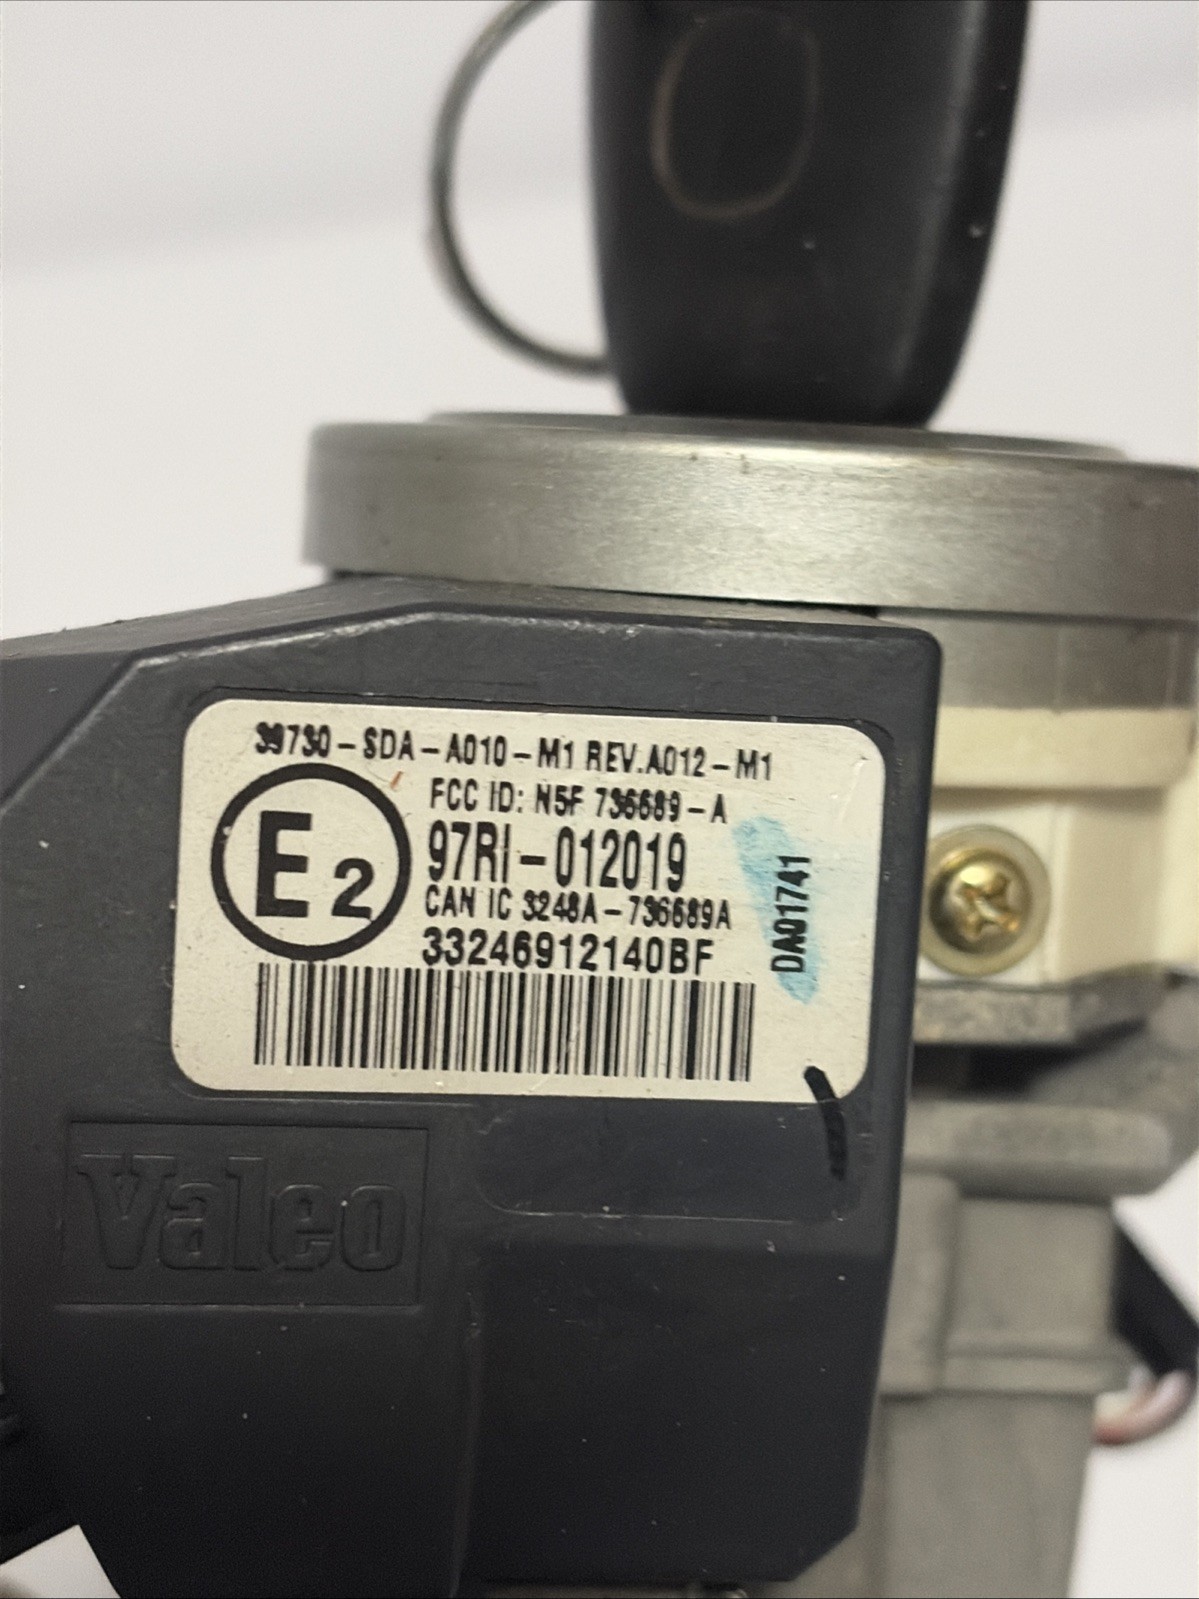 39730-SDA-A010-M1 REV.A012-M1
FCC ID: N5F 736689-A
E2
97RI-012019
CAN IC 3248A-736689A
33246912140BF
DA01741
Valeo